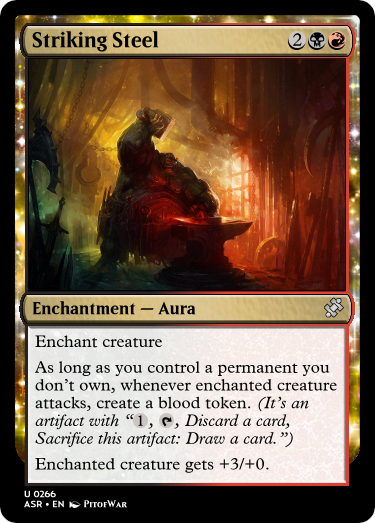 Striking Steel 2
Enchantment — Aura
Enchant creature
As long as you control a permanent you
don't own, whenever enchanted creature
attacks, create a blood token. (It's an
artifact with “1, , Discard a card,
Sacrifice this artifact: Draw a card.”)
Enchanted creature gets +3/+0.
U 0266
ASR • EN PitofWar